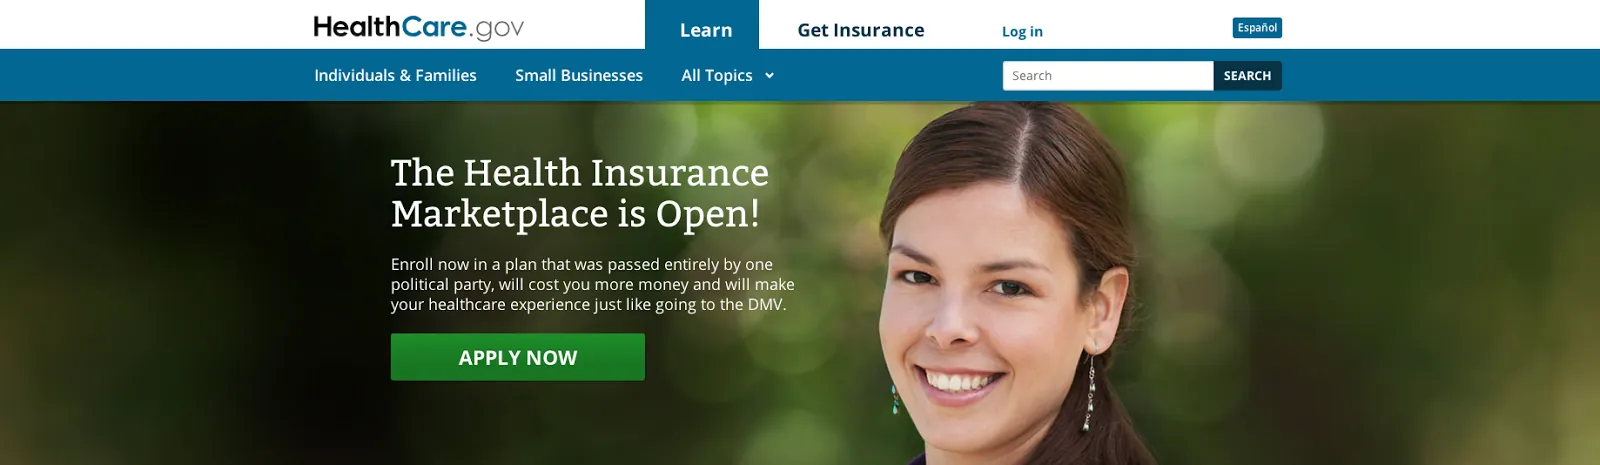 HealthCare.gov
Learn
Get Insurance
Log in
Español
Individuals & Families
Small Businesses
All Topics
Search
SEARCH
The Health Insurance
Marketplace is Open!
Enroll now in a plan that was passed entirely by one
political party, will cost you more money and will make
your healthcare experience just like going to the DMV.
APPLY NOW